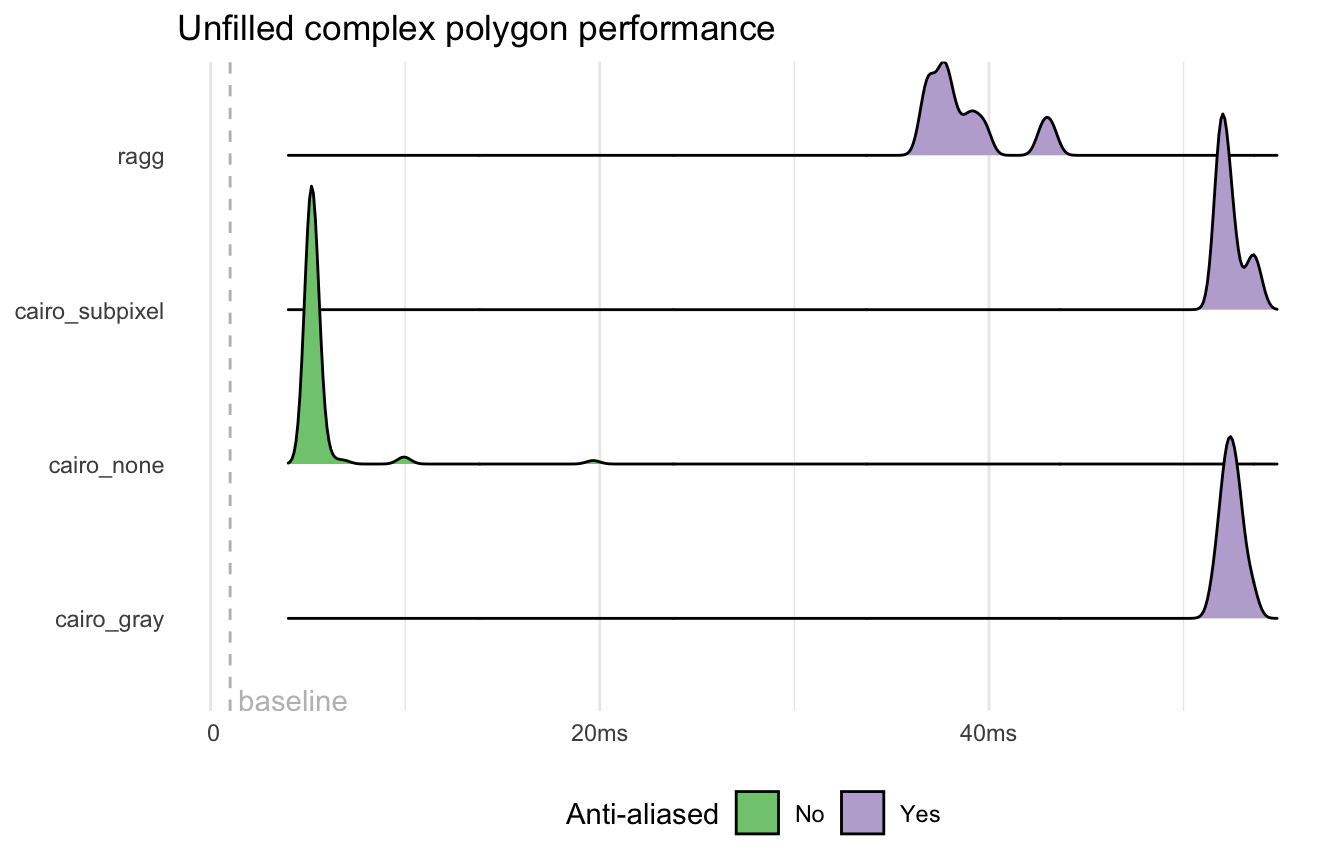 Unfilled complex polygon performance
ragg
cairo_subpixel
cairo_none
cairo_gray
baseline
0
20ms
40ms
Anti-aliased
No
Yes